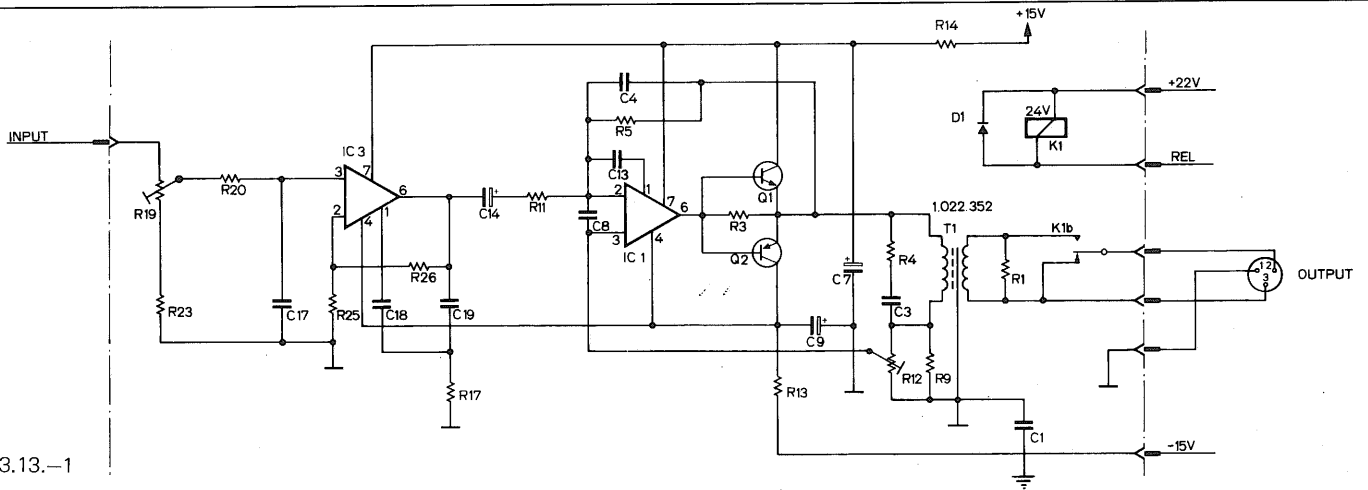 +15V
R14
C4
R5
C13
INPUT
IC 3
3
7
6
2
4
1
R20
R19
C14
R11
2
1
7
6
3
4
C8
IC 1
R3
Q1
Q2
D1
24V
K1
+22V
REL
1.022.352
T1
K1b
R4
R1
C3
C7
1
2
3
OUTPUT
R23
C17
R25
R26
C18
C19
R17
C9
R13
R12
R9
C1
-15V
3.13.–1
+
+
+